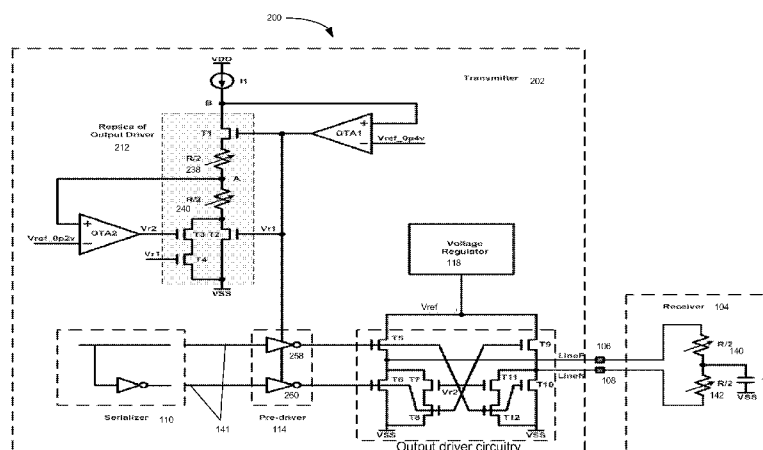 200
VDD
I1
Transmitter 202
B
Replica of
Output Driver
212
T1
OTA1
Vref_0p4v
R/2
238
A
R/2
240
OTA2
Vref_0p2v
Vr2
T3
T2
Vr1
Vr1
T4
VSS
Voltage
Regulator
118
Vref
Receiver 104
T5
T9
LineP
106
R/2
140
258
T6
T7
Vr2
T11
T10
LineN
108
R/2
142
VSS
260
T8
T12
VSS
VSS
Serializer 110
141
Pre-driver
114
Output driver circuitry